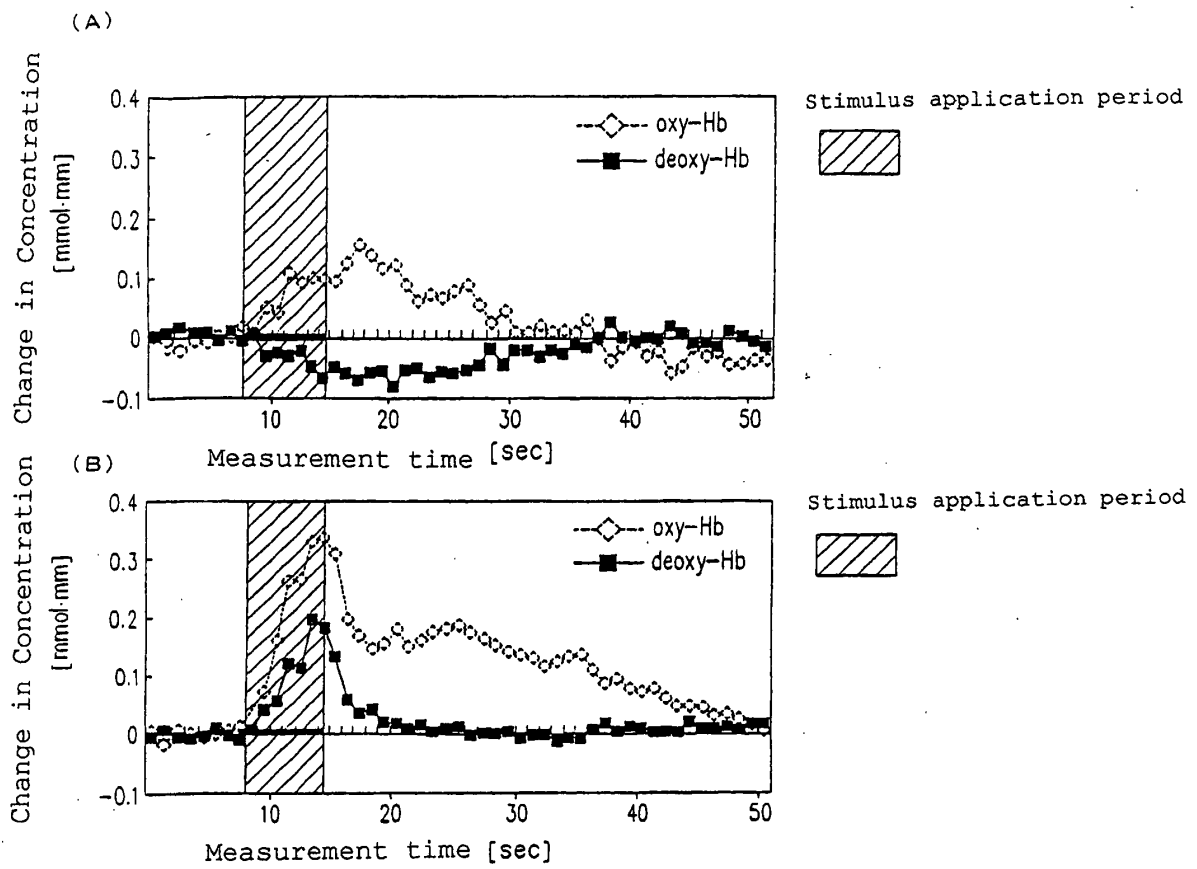 (A)
Change in Concentration
[mmol·mm]
0.4
0.3
0.2
0.1
0
-0.1
oxy-Hb
deoxy-Hb
Stimulus application period
10
20
30
40
50
Measurement time [sec]
(B)
Change in Concentration
[mmol·mm]
0.4
0.3
0.2
0.1
0
-0.1
oxy-Hb
deoxy-Hb
Stimulus application period
10
20
30
40
50
Measurement time [sec]